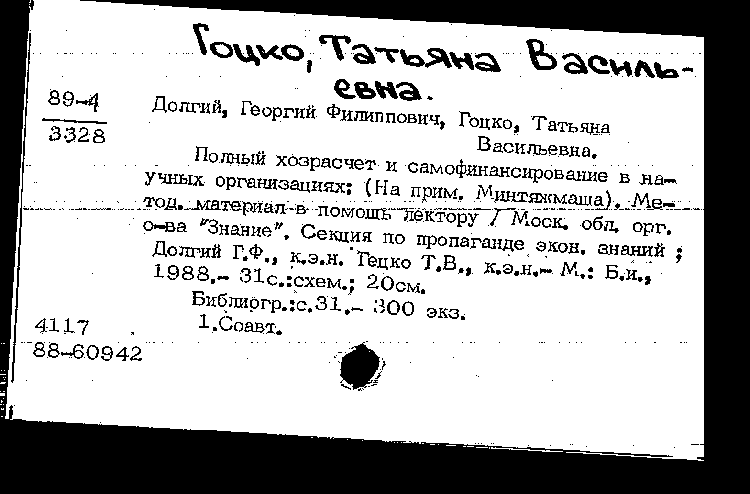 Гоцко, Татьяна Василь-
евна.
89-4
3328
Долгий, Георгий Филиппович, Гоцко, Татьяна
Васильевна.
Полный хозрасчет и самофинансирование в на-
учных организациях: (На прим. Минтяжмаша). Ме-
тод. материал в помощь лектору / Моск. обл. орг.
о-ва "Знание". Секция по пропаганде экон. знаний ;
Долгий Г.Ф., к.э.н. Гецко Т.В., к.э.н.- М.: Б.и.,
1988.- 31с.:схем.; 20см.
Библиогр.:с.31.- 300 экз.
1.Соавт.
4117
88-60942